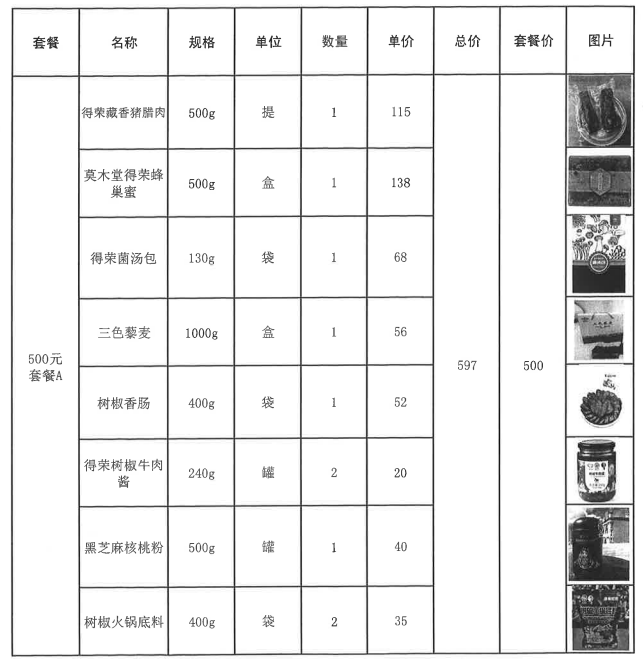 套餐 名称 规格 单位 数量 单价 总价 套餐价 图片
500元
套餐A
得荣藏香猪腊肉 500g 提 1 115
莫木堂得荣蜂
巢蜜 500g 盒 1 138
得荣菌汤包 130g 袋 1 68
三色藜麦 1000g 盒 1 56
597 500
树椒香肠 400g 袋 1 52
得荣树椒牛肉
酱 240g 罐 2 20
黑芝麻核桃粉 500g 罐 1 40
树椒火锅底料 400g 袋 2 35